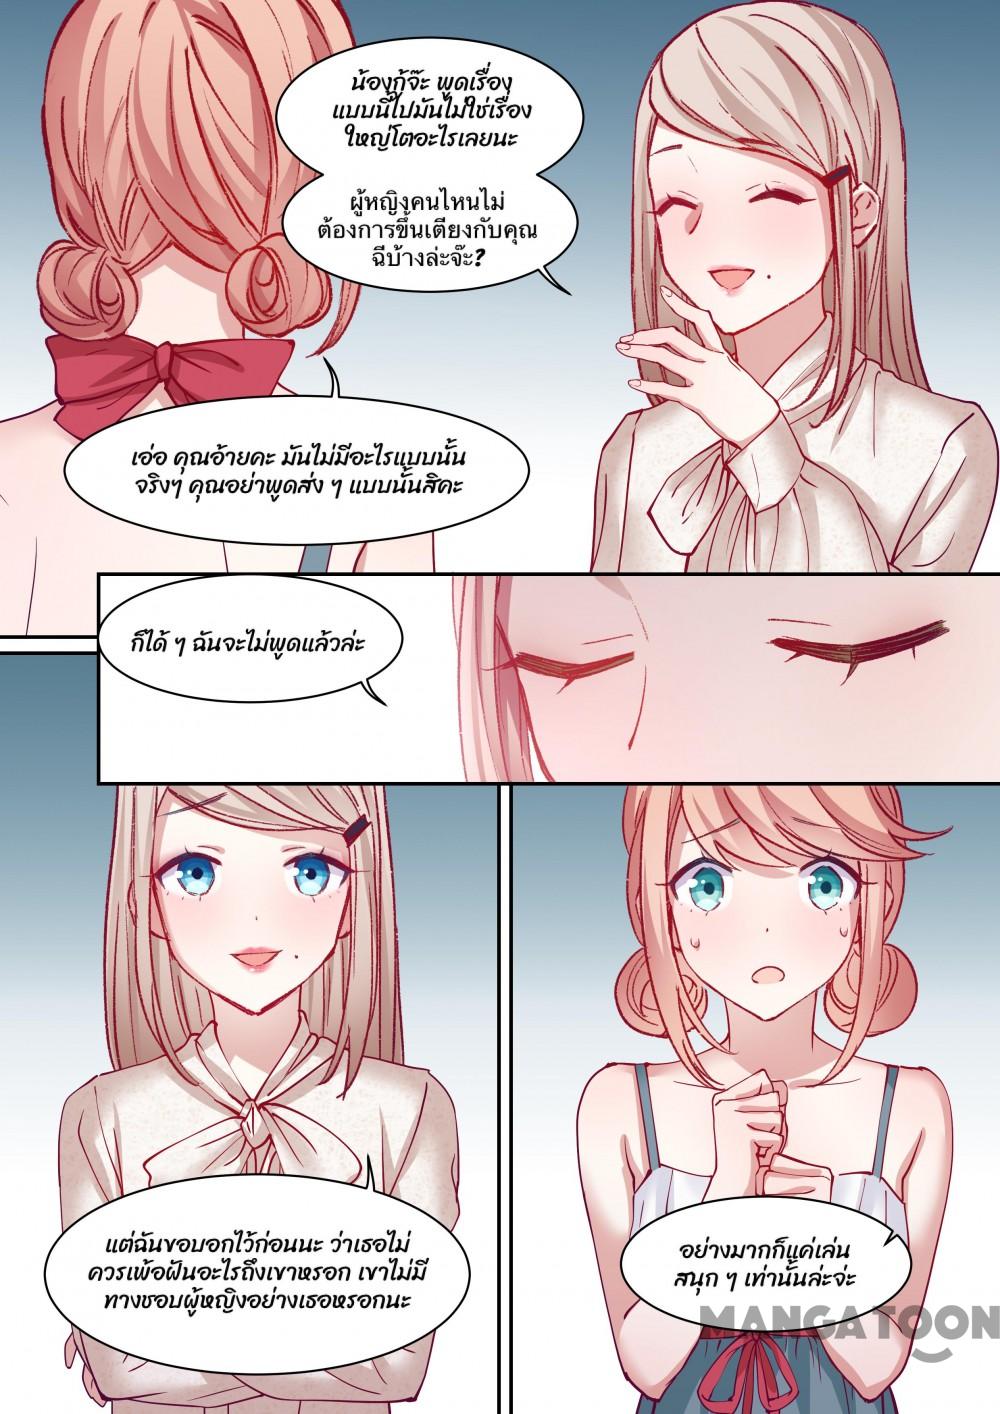 น้องกู้จ๊ะ พูดเรื่อง
แบบนี้ไปมันไม่ใช่เรื่อง
ใหญ่โตอะไรเลยนะ
ผู้หญิงคนไหนไม่
ต้องการขึ้นเตียงกับคุณ
ฉีบ้างล่ะจ๊ะ?
เอ่อ คุณอ้ายคะ มันไม่มีอะไรแบบนั้น
จริงๆ คุณอย่าพูดส่ง ๆ แบบนั้นสิคะ
ก็ได้ ๆ ฉันจะไม่พูดแล้วล่ะ
แต่ฉันขอบอกไว้ก่อนนะ ว่าเธอไม่
ควรเพ้อฝันอะไรถึงเขาหรอก เขาไม่มี
ทางชอบผู้หญิงอย่างเธอหรอกนะ
อย่างมากก็แค่เล่น
สนุก ๆ เท่านั้นล่ะจ่ะ
MANGATOON